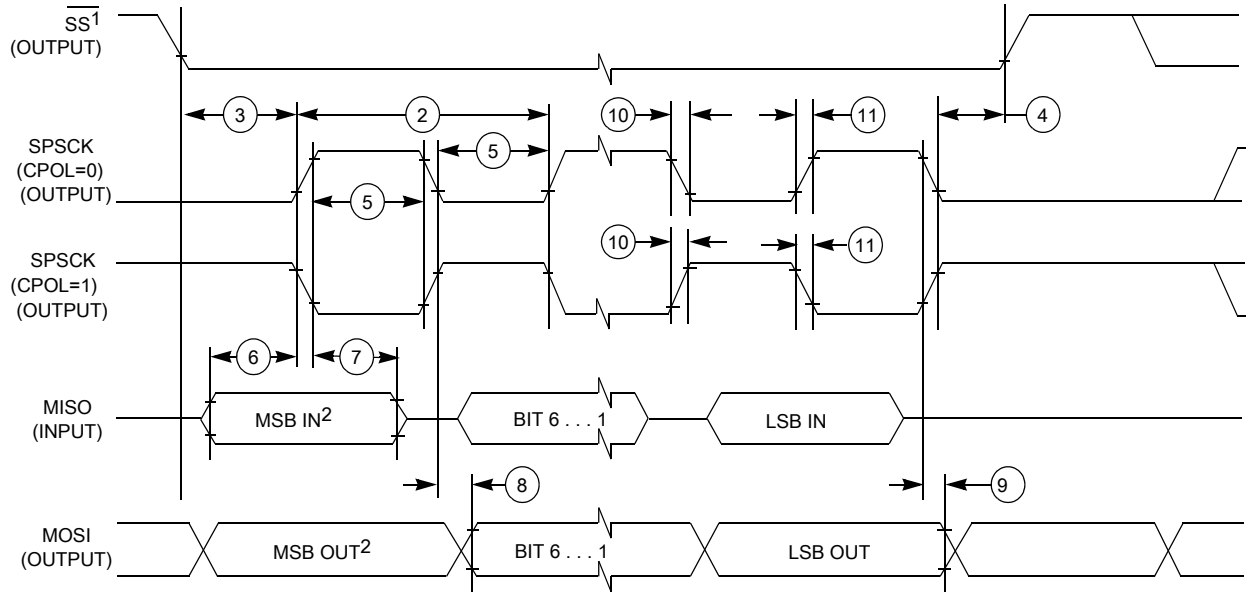 SS1
(OUTPUT)
3
2
10
11
4
SPSCK
(CPOL=0)
(OUTPUT)
5
5
SPSCK
(CPOL=1)
(OUTPUT)
10
11
6
7
MISO
(INPUT)
MSB IN2
BIT 6 . . . 1
LSB IN
8
9
MOSI
(OUTPUT)
MSB OUT2
BIT 6 . . . 1
LSB OUT